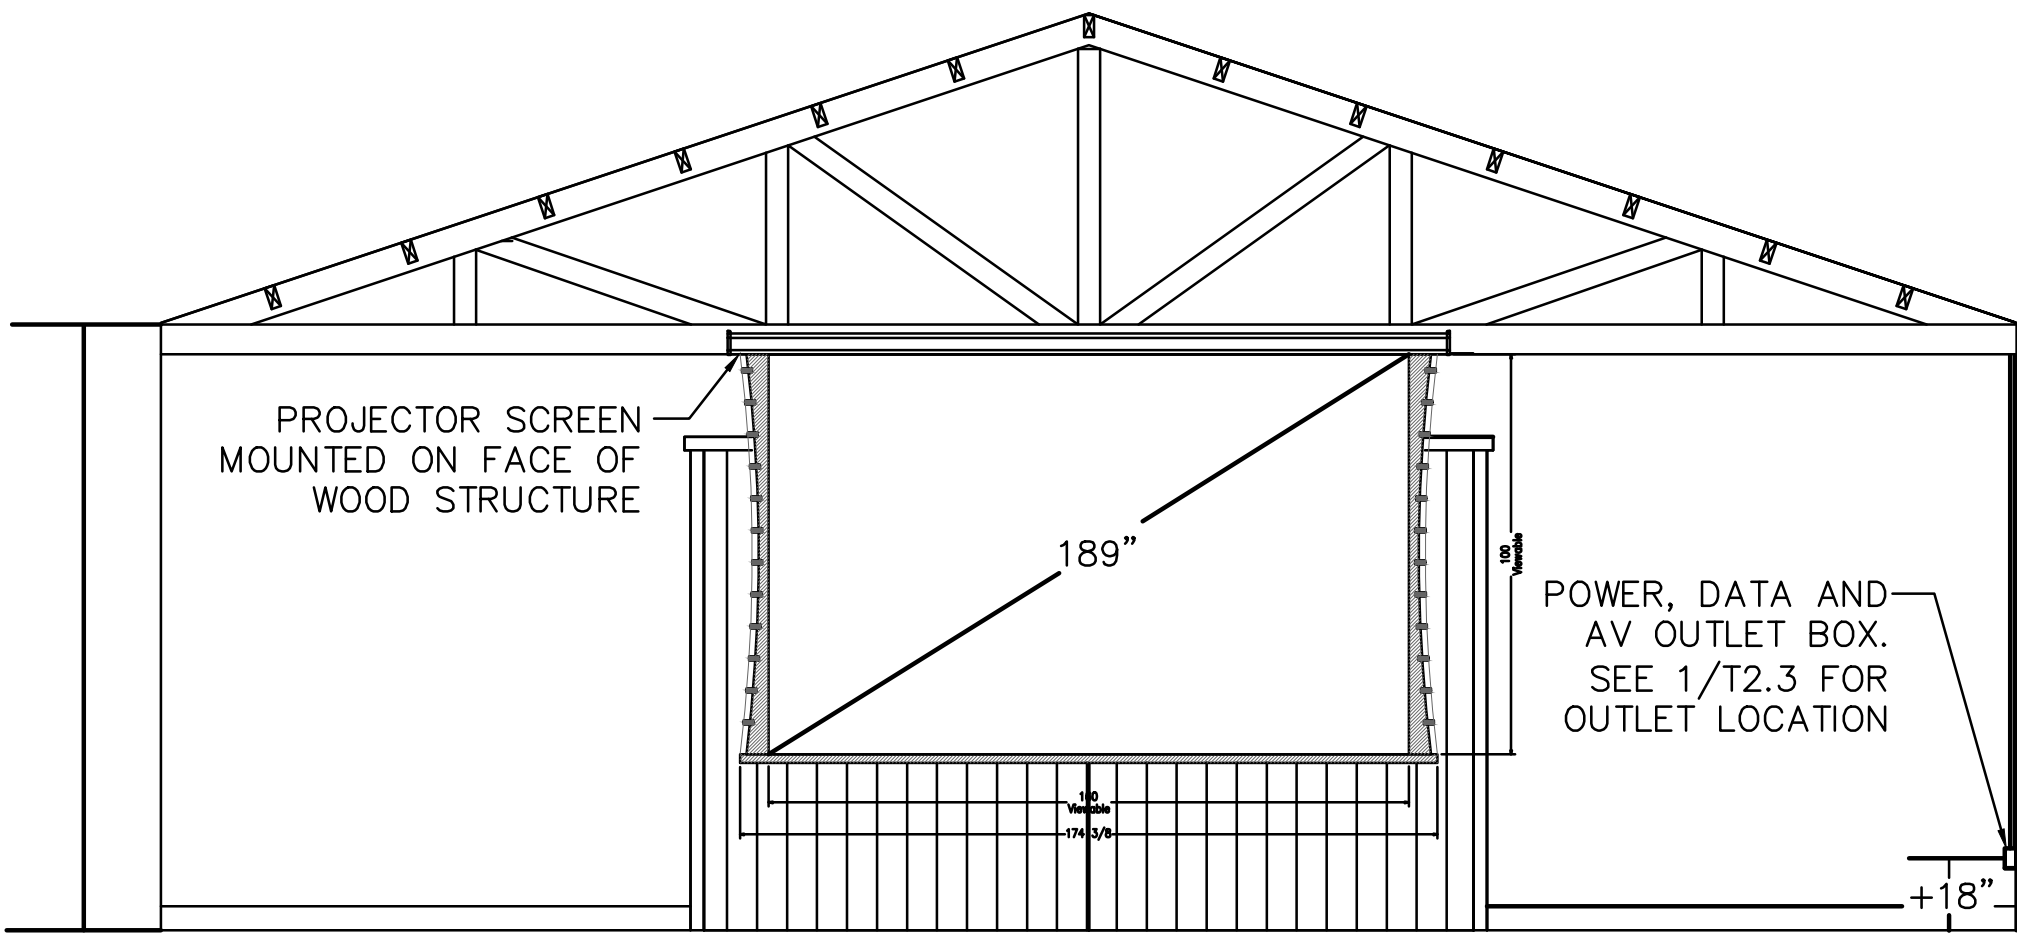 PROJECTOR SCREEN
MOUNTED ON FACE OF
WOOD STRUCTURE
189”
100
Viewable
POWER, DATA AND
AV OUTLET BOX.
SEE 1/T2.3 FOR
OUTLET LOCATION
160
Viewable
174 3/8
+18”